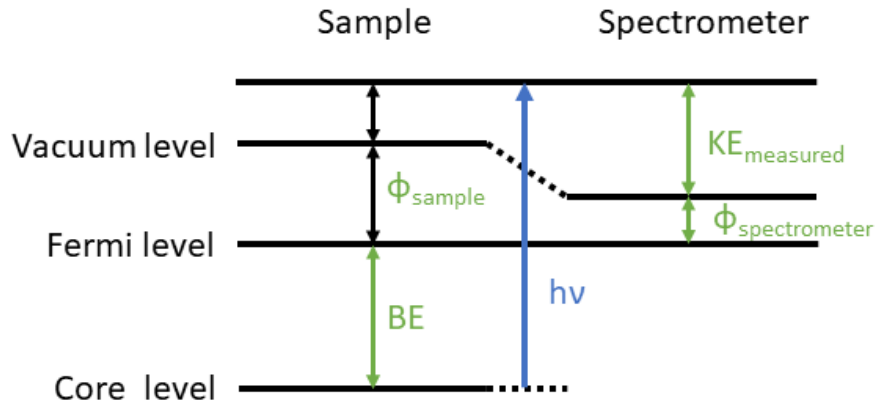 Sample Spectrometer
Vacuum level
KEmeasured
ϕsample
ϕspectrometer
Fermi level
hν
BE
Core level